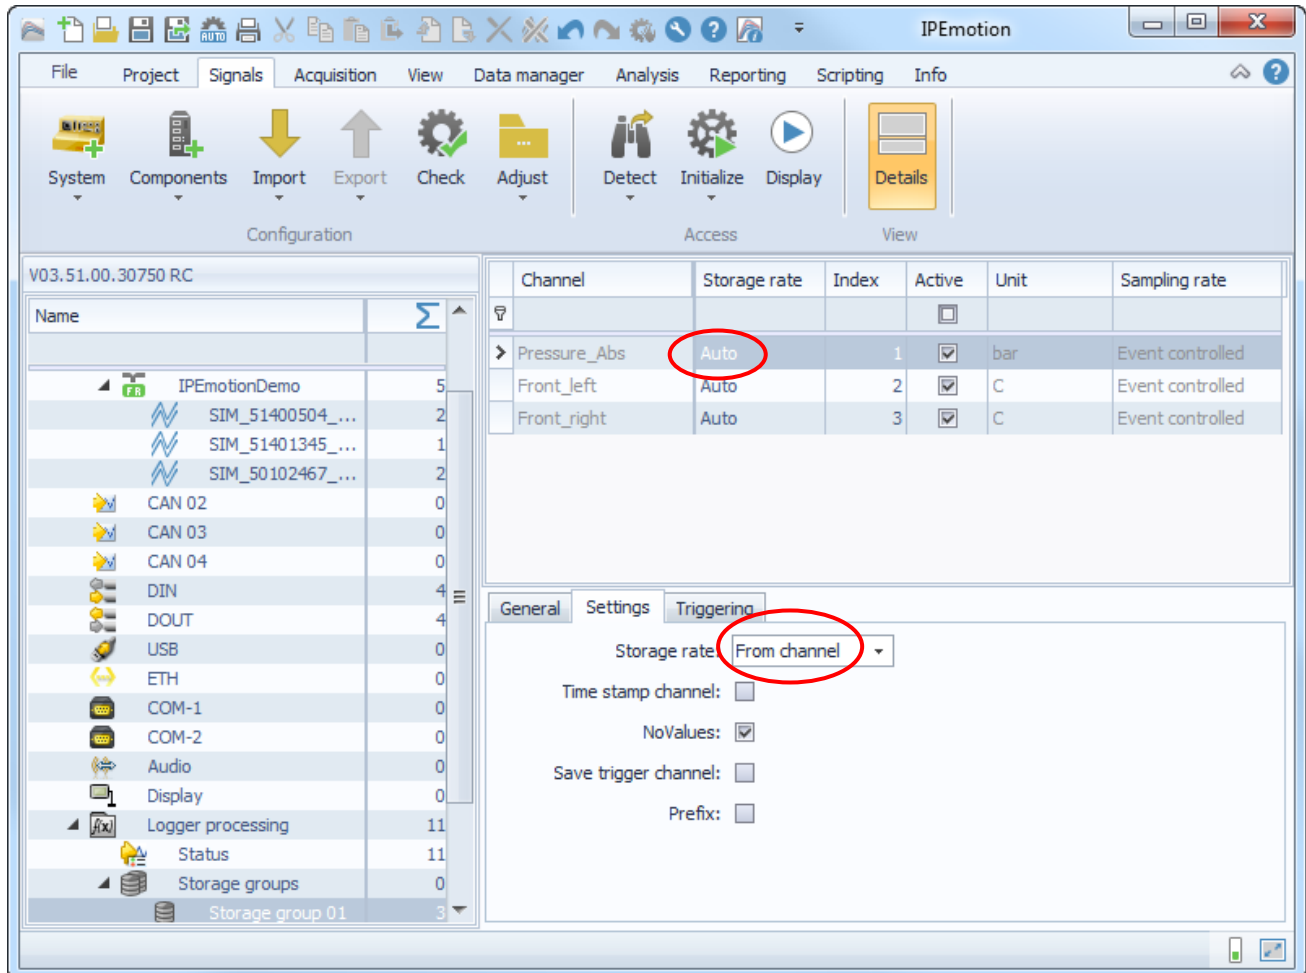 AUTO
IPEmotion
X
File Project Signals Acquisition View Data manager Analysis Reporting Scripting Info
System Components Import Export Check Adjust Detect Initialize Display Details
Configuration Access View
V03.51.00.30750 RC
Name Σ
IPEmotionDemo 5
SIM_51400504_... 2
SIM_51401345_... 1
SIM_50102467_... 2
CAN 02 0
CAN 03 0
CAN 04 0
DIN 4
DOUT 4
USB 0
ETH 0
COM-1 0
COM-2 0
Audio 0
Display 0
Logger processing 11
Status 11
Storage groups 0
Storage group 01 3
Channel Storage rate Index Active Unit Sampling rate
Pressure_Abs Auto 1 bar Event controlled
Front_left Auto 2 C Event controlled
Front_right Auto 3 C Event controlled
General Settings Triggering
Storage rate: From channel
Time stamp channel:
NoValues:
Save trigger channel:
Prefix: